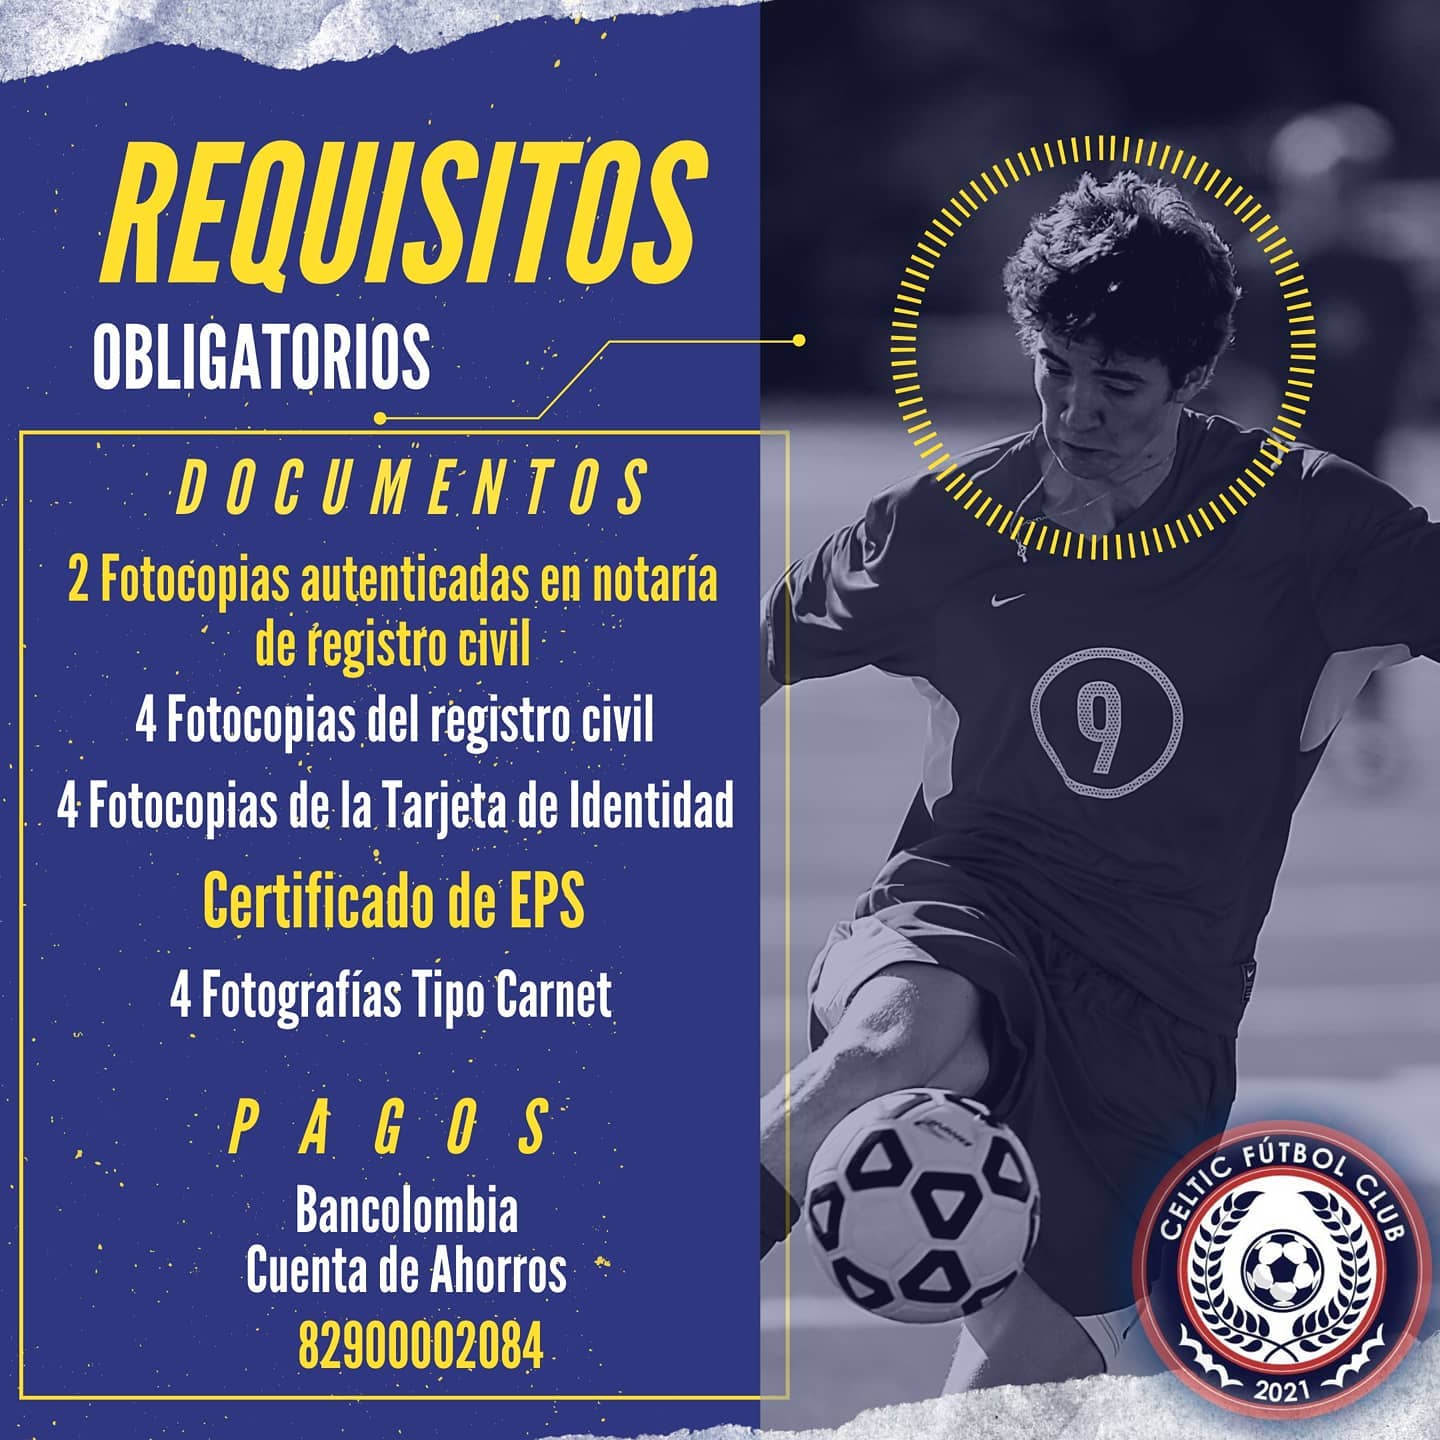 REQUISITOS
OBLIGATORIOS
DOCUMENTOS
2 Fotocopias autenticadas en notaría
de registro civil
4 Fotocopias del registro civil
4 Fotocopias de la Tarjeta de Identidad
Certificado de EPS
4 Fotografías Tipo Carnet
PAGOS
Bancolombia
Cuenta de Ahorros
82900002084
9
CELTIC FÚTBOL CLUB
2021